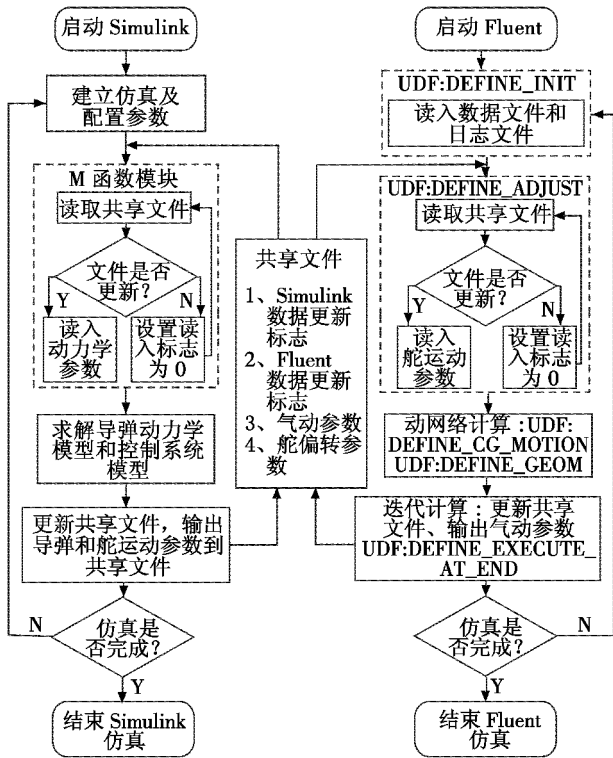 启动 Simulink
建立仿真及
配置参数
M 函数模块
读取共享文件
文件是否
更新?
Y
N
读入
动力学
参数
设置读
入标志
为 0
求解导弹动力学
模型和控制系统
模型
更新共享文件,输出
导弹和舵运动参数到
共享文件
N
仿真是
否完成?
Y
结束 Simulink
仿真
共享文件
1、Simulink
数据更新
标志
2、Fluent
数据更新
标志
3、气动参数
4、舵偏转参
数
启动 Fluent
UDF:DEFINE_INIT
读入数据文件和
日志文件
UDF:DEFINE_ADJUST
读取共享文件
文件是否
更新?
Y
N
读入
舵运动
参数
设置读
入标志
为 0
动网络计算:UDF:
DEFINE_CG_MOTION
UDF:DEFINE_GEOM
迭代计算:更新共享
文件、输出气动参数
UDF:DEFINE_EXECUTE_
AT_END
仿真是
否完成?
N
Y
结束 Fluent
仿真